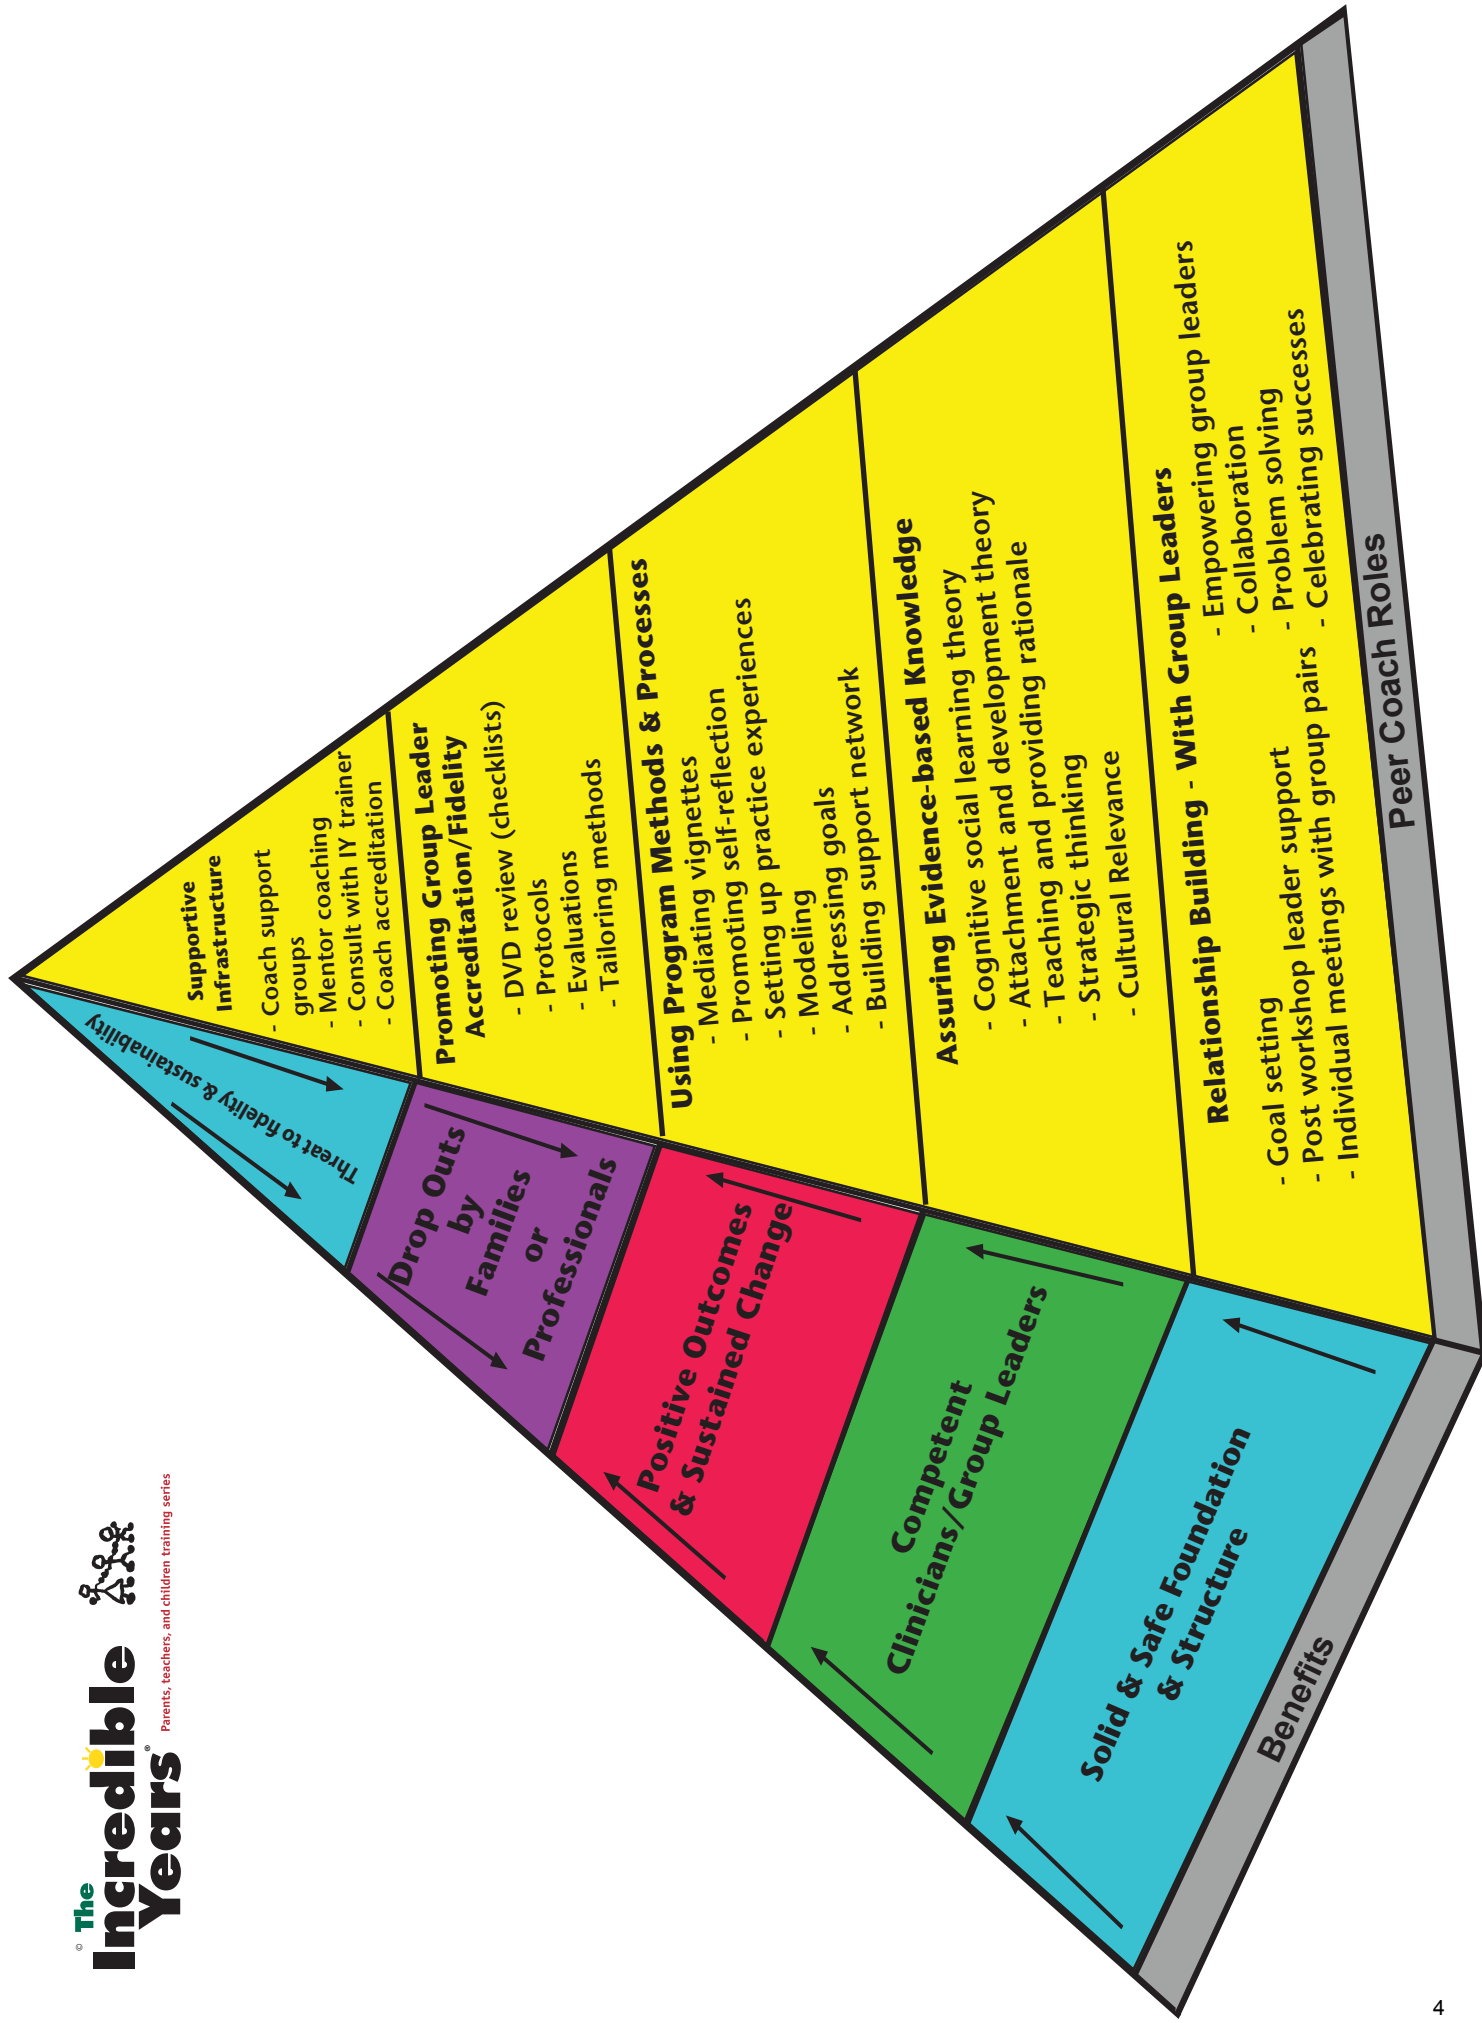 © The
Incredible
Years®
Parents, teachers, and children training series
Threat to fidelity & sustainability
Drop Outs
by
Families
or
Professionals
Positive Outcomes
& Sustained Change
Competent
Clinicians/Group Leaders
Solid & Safe Foundation
& Structure
Benefits
Supportive
Infrastructure
- Coach support
groups
- Mentor coaching
- Consult with IY trainer
- Coach accreditation
Promoting Group Leader
Accreditation/Fidelity
- DVD review (checklists)
- Protocols
- Evaluations
- Tailoring methods
Using Program Methods & Processes
- Mediating vignettes
- Promoting self-reflection
- Setting up practice experiences
- Modeling
- Addressing goals
- Building support network
Assuring Evidence-based Knowledge
- Cognitive social learning theory
- Attachment and development theory
- Teaching and providing rationale
- Strategic thinking
- Cultural Relevance
Relationship Building - With Group Leaders
- Goal setting
- Post workshop leader support
- Individual meetings with group pairs
- Empowering group leaders
- Collaboration
- Problem solving
- Celebrating successes
Peer Coach Roles
4